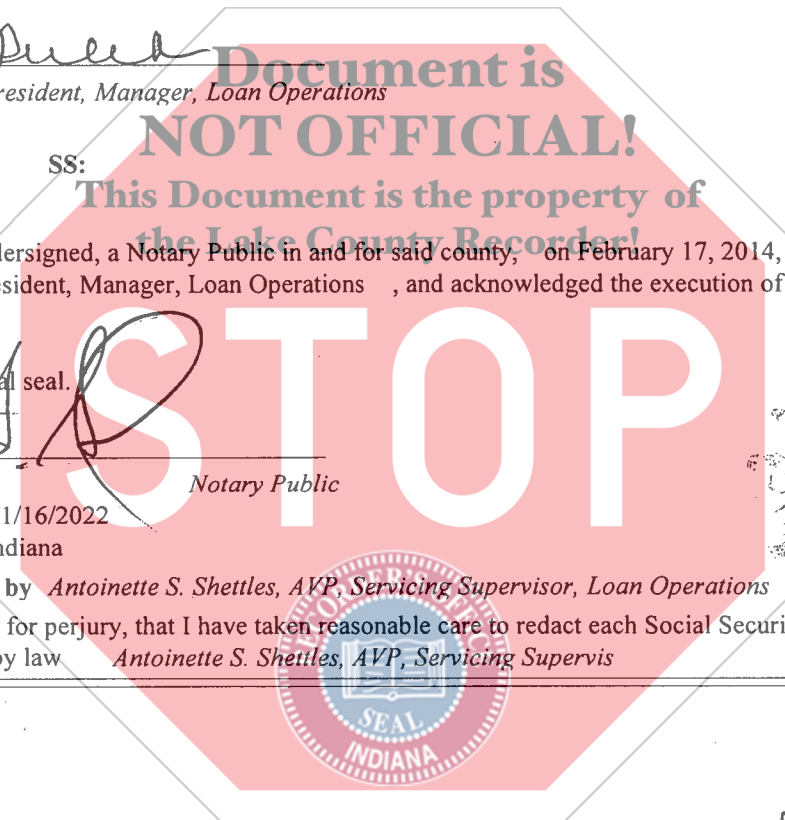 Document is
resident, Manager, Loan Operations
NOT OFFICIAL!
SS:
This Document is the property of
the Lake County Recorder!
dersigned, a Notary Public in and for said county, on February 17, 2014,
esident, Manager, Loan Operations , and acknowledged the execution of
STOP
al seal.
Notary Public
1/16/2022
ndiana
by Antoinette S. Shettles, AVP, Servicing Supervisor, Loan Operations
for perjury, that I have taken reasonable care to redact each Social Securi
by law Antoinette S. Shettles, AVP, Servicing Supervis
RECORDER'S OFFICE
SEAL
INDIANA